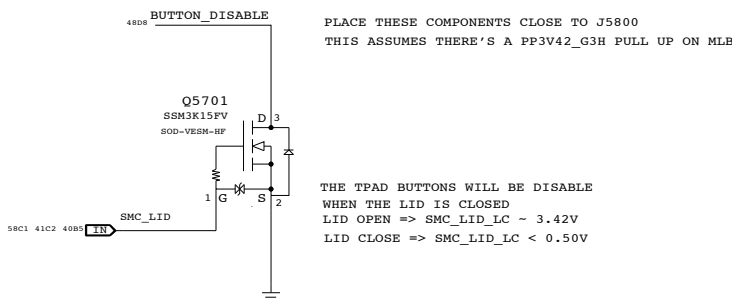 BUTTON_DISABLE
48D8
PLACE THESE COMPONENTS CLOSE TO J5800
THIS ASSUMES THERE'S A PP3V42_G3H PULL UP ON MLB
Q5701
SSM3K15FV
SOD-VESM-HF
D 3
1 G S 2
SMC_LID
58C1 41C2 40B5 IN
THE TPAD BUTTONS WILL BE DISABLE
WHEN THE LID IS CLOSED
LID OPEN => SMC_LID_LC ~ 3.42V
LID CLOSE => SMC_LID_LC < 0.50V